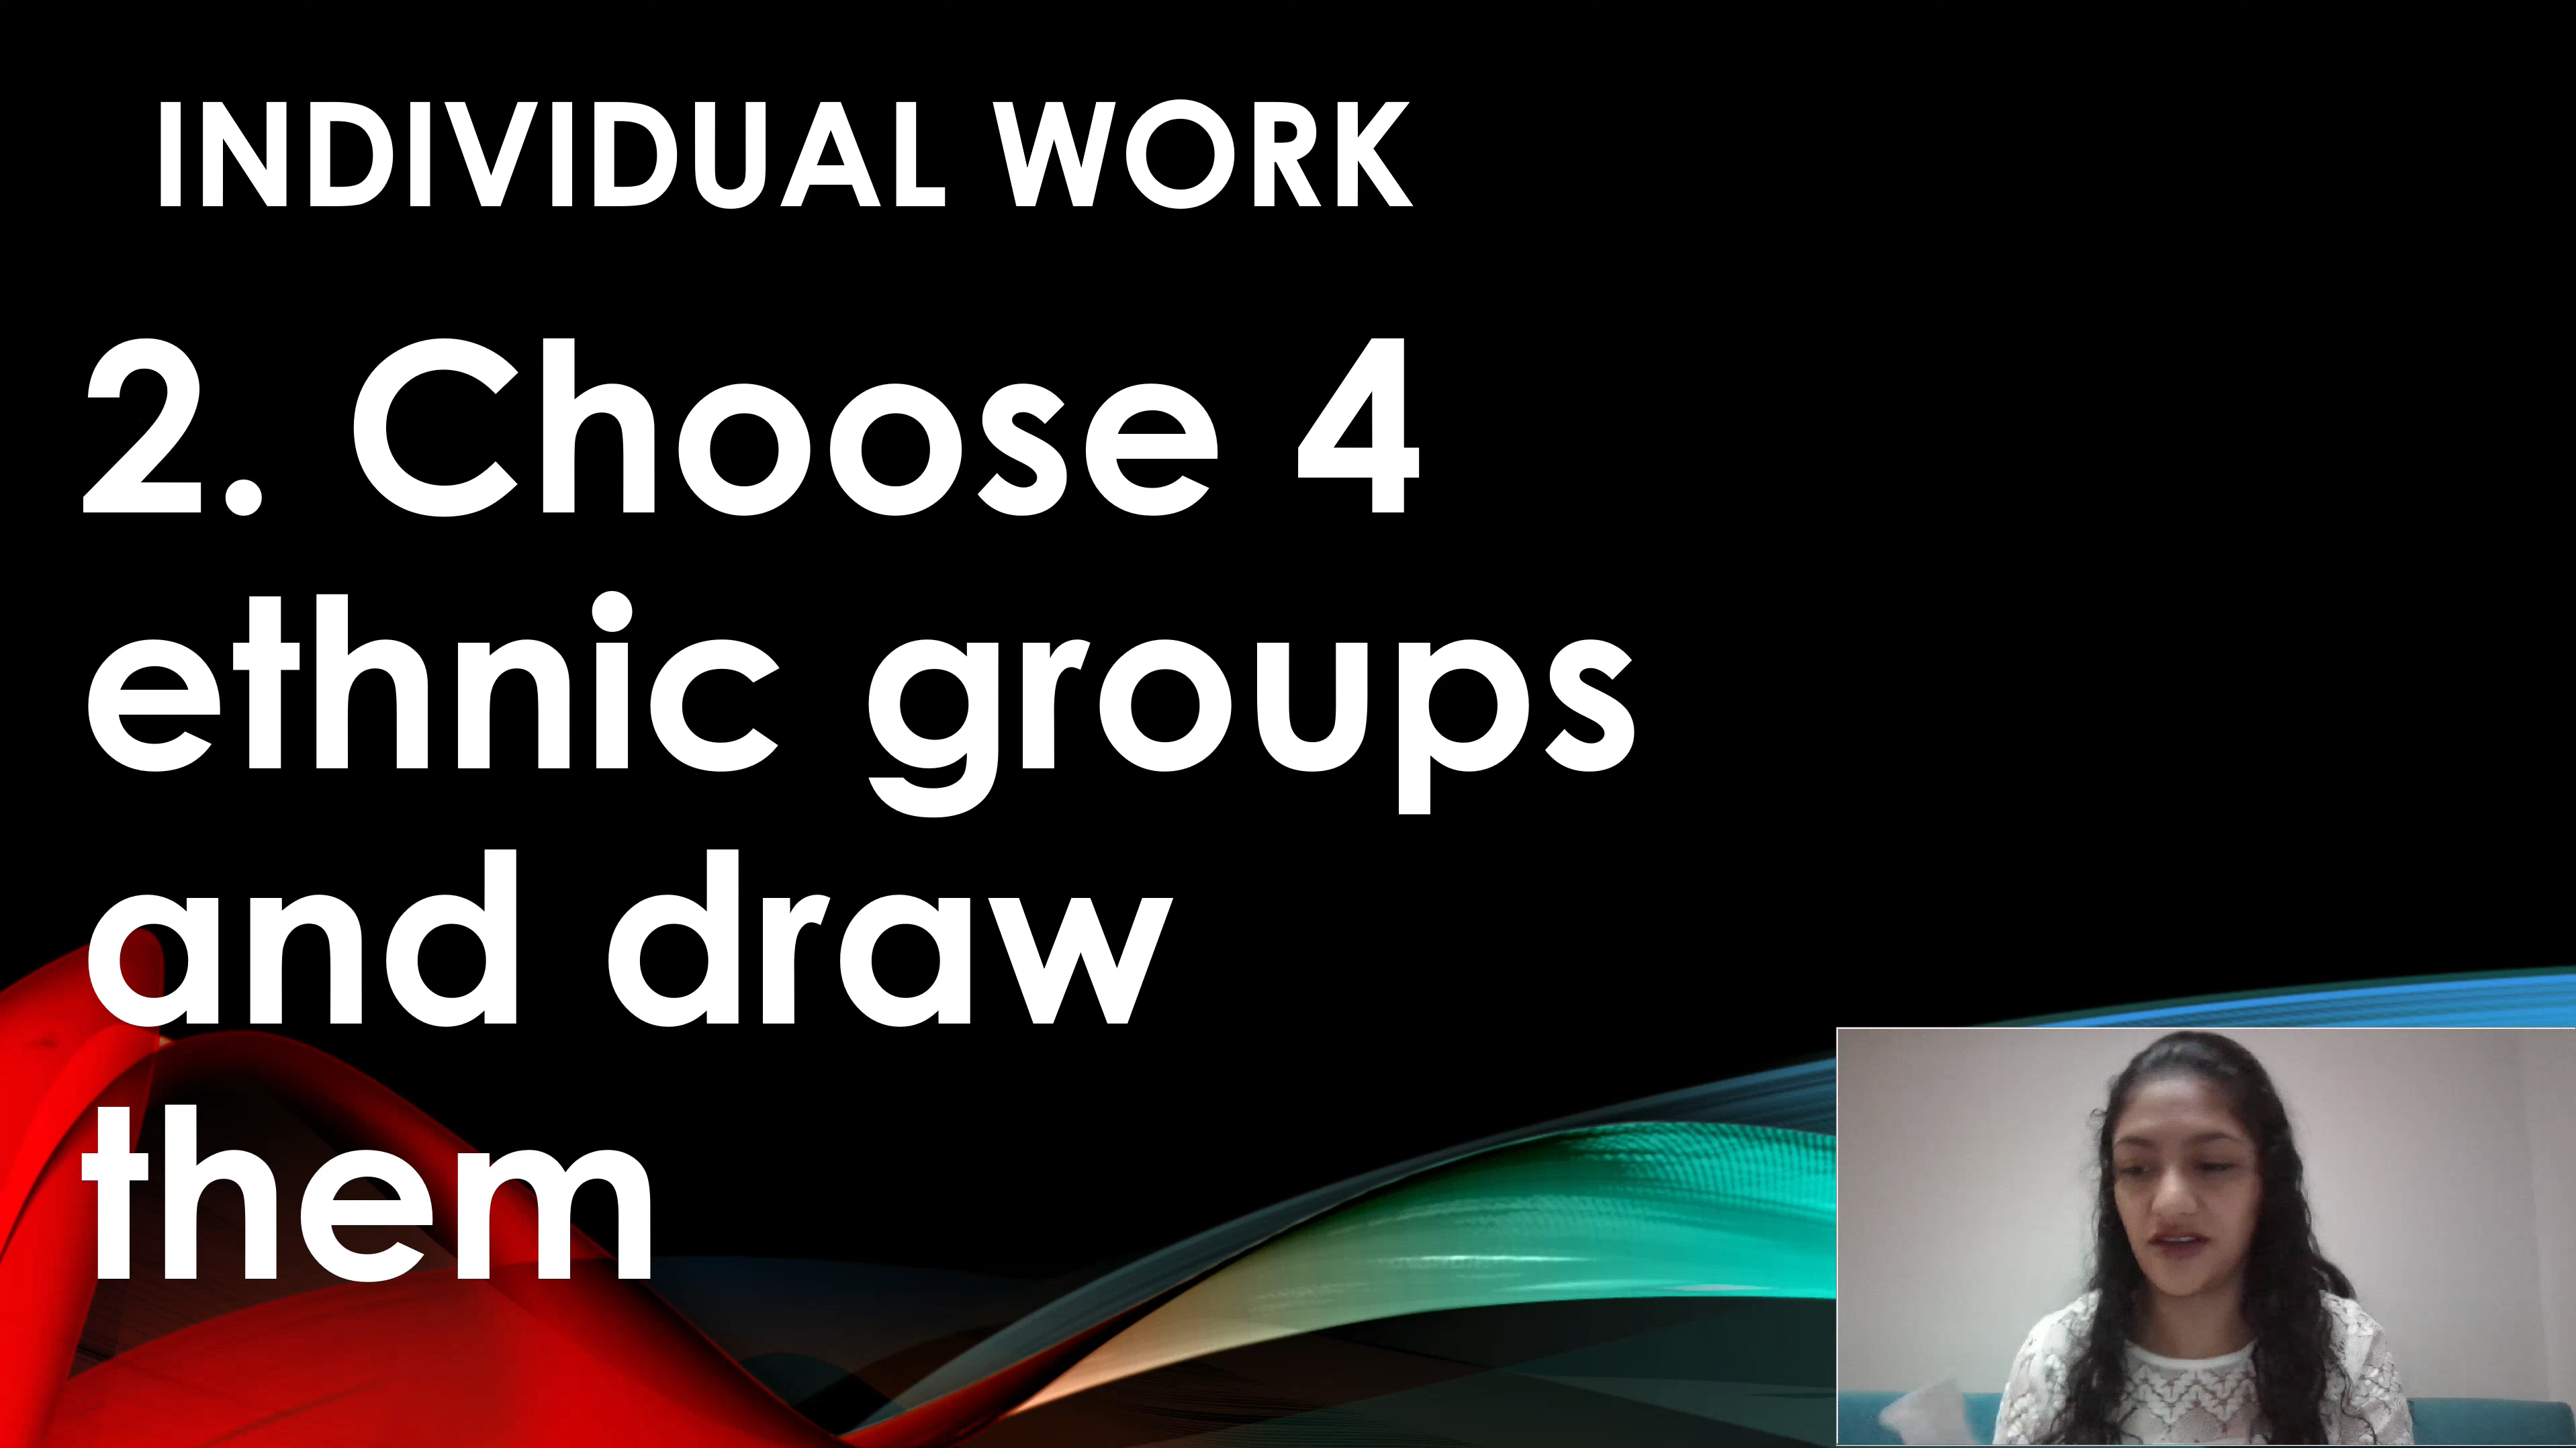 INDIVIDUAL WORK
2. Choose 4
ethnic groups
and draw
them